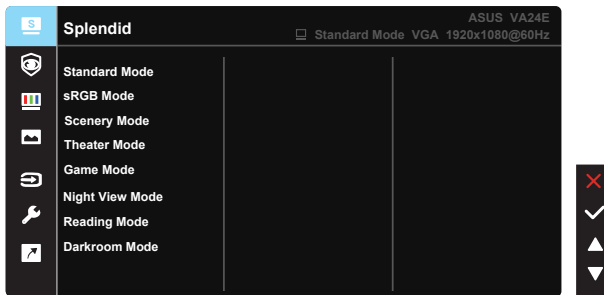 S
Splendid
ASUS VA24E
Standard Mode VGA 1920x1080@60Hz
Standard Mode
sRGB Mode
Scenery Mode
Theater Mode
Game Mode
Night View Mode
Reading Mode
Darkroom Mode